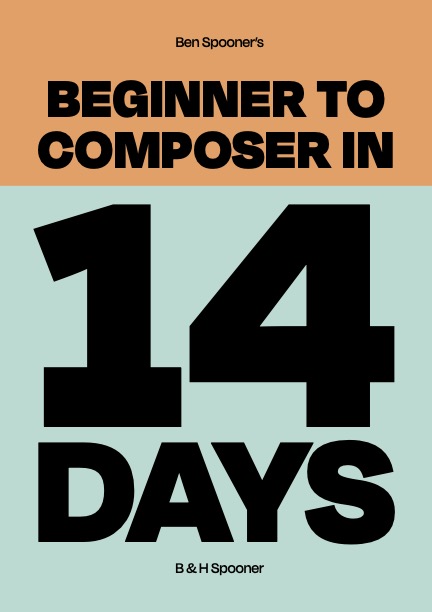 Ben Spooner's
BEGINNER TO
COMPOSER IN
14
DAYS
B & H Spooner